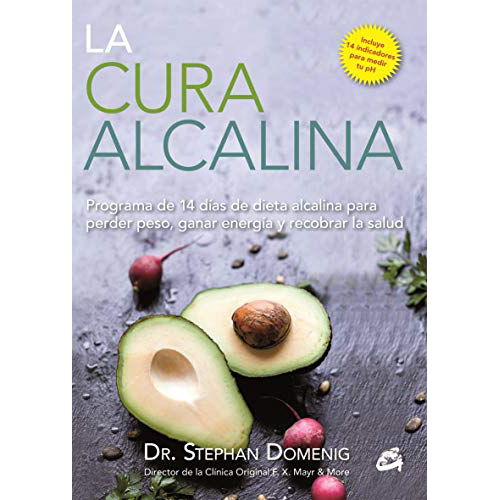 LA
CURA
ALCALINA
Incluye
14 indicadores
para medir
tu pH
Programa de 14 días de dieta alcalina para
perder peso, ganar energía y recobrar la salud
DR. STEPHAN DOMENIG
Director de la Clínica Original F. X. Mayr & More